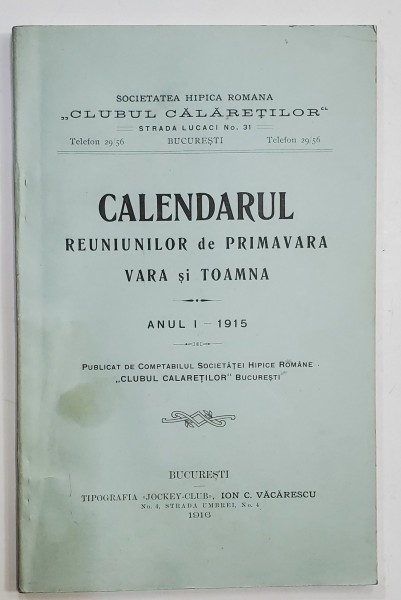 SOCIETATEA HIPICA ROMANA
„CLUBUL CĂLĂREȚILOR"
STRADA LUCACI No. 31
Telefon 29.56 BUCUREȘTI Telefon 29/56
CALENDARUL
REUNIUNILOR de PRIMAVARA
VARA și TOAMNA
ANUL I – 1915
PUBLICAT DE COMPTABILUL SOCIETĂȚEI HIPICE ROMÂNE
„CLUBUL CALAREȚILOR" BUCUREȘTI
BUCUREȘTI
TIPOGRAFIA «JOCKEY-CLUB», ION C. VĂCĂRESCU
No. 4, STRADA UMBREI, No. 4
1916